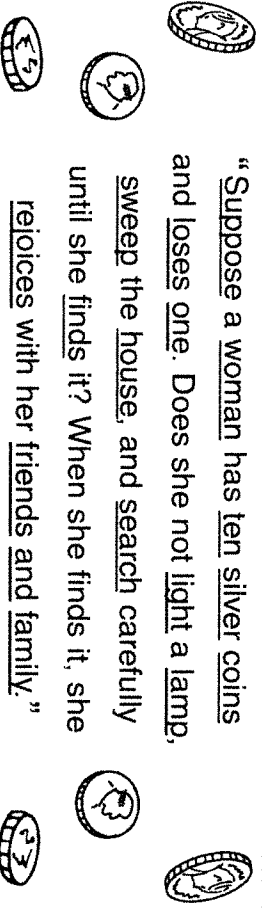 “Suppose a woman has ten silver coins
and loses one. Does she not light a lamp,
sweep the house, and search carefully
until she finds it? When she finds it, she
rejoices with her friends and family.”